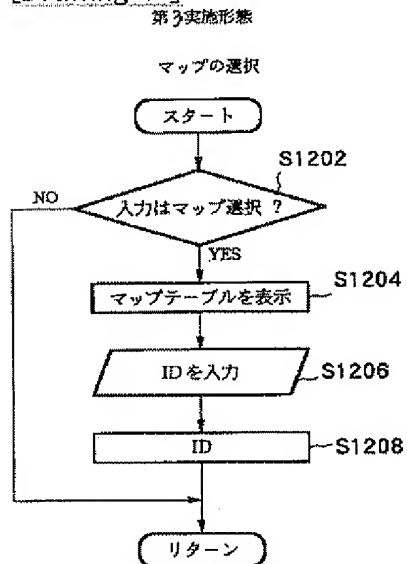 第3実施形態
マップの選択
スタート
S1202
入力はマップ選択 ?
NO
YES
S1204
マップテーブルを表示
IDを入力
S1206
ID
S1208
リターン